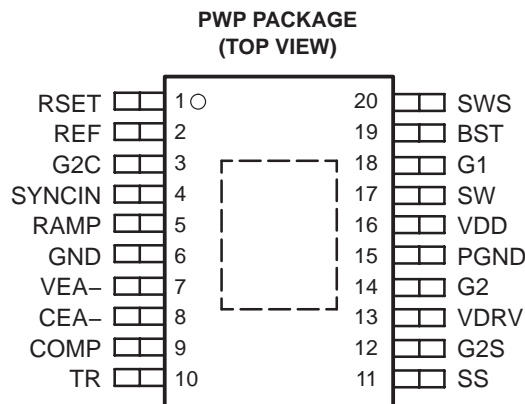 PWP PACKAGE
(TOP VIEW)
RSET 1 20 SWS
REF 2 19 BST
G2C 3 18 G1
SYNCIN 4 17 SW
RAMP 5 16 VDD
GND 6 15 PGND
VEA– 7 14 G2
CEA– 8 13 VDRV
COMP 9 12 G2S
TR 10 11 SS